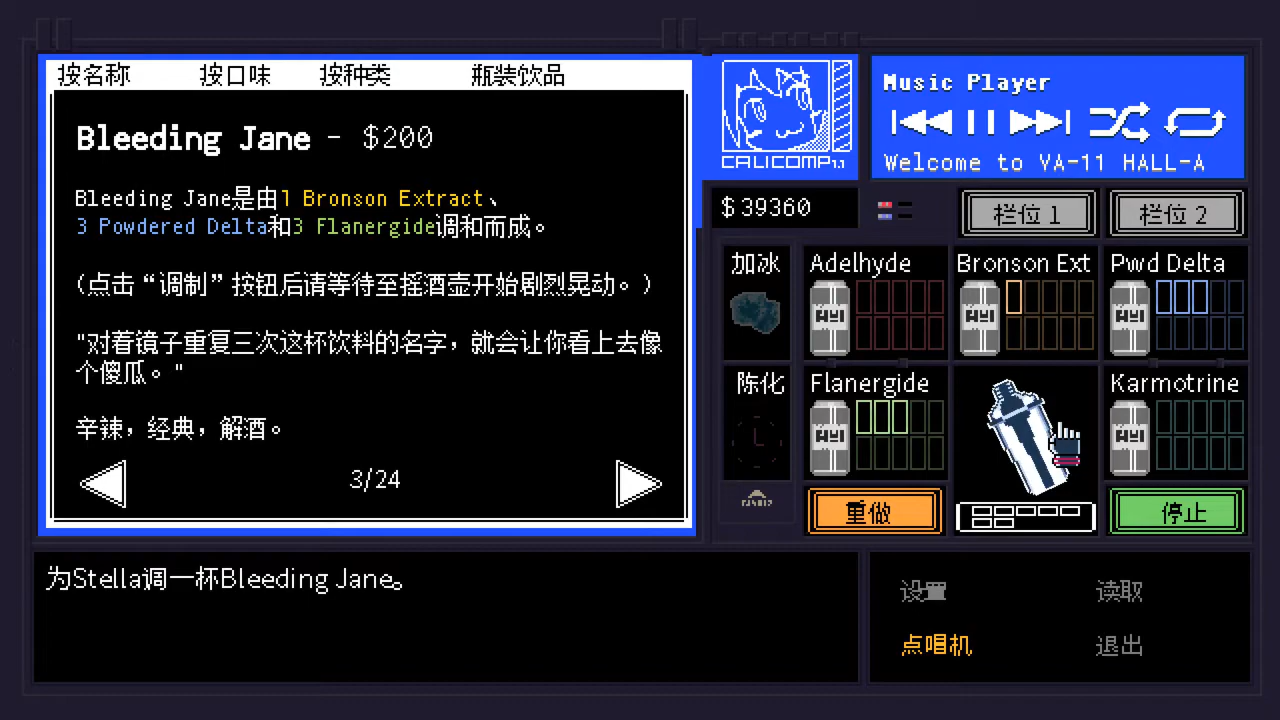 按名称 按口味 按种类 瓶装饮品
Bleeding Jane - $200
Bleeding Jane是由1 Bronson Extract、
3 Powdered Delta和3 Flanergide调和而成。
(点击“调制”按钮后请等待至摇酒壶开始剧烈晃动。)
"对着镜子重复三次这杯饮料的名字，就会让你看上去像
个傻瓜。"
辛辣，经典，解酒。
3/24
CALICOMP1.1
Music Player
Welcome to VA-11 HALL-A
$39360
栏位1 栏位2
加冰 Adelhyde Bronson Ext Pwd Delta
陈化 Flanergide Karmotrine
重做 停止
为Stella调一杯Bleeding Jane。
设置 读取
点唱机 退出